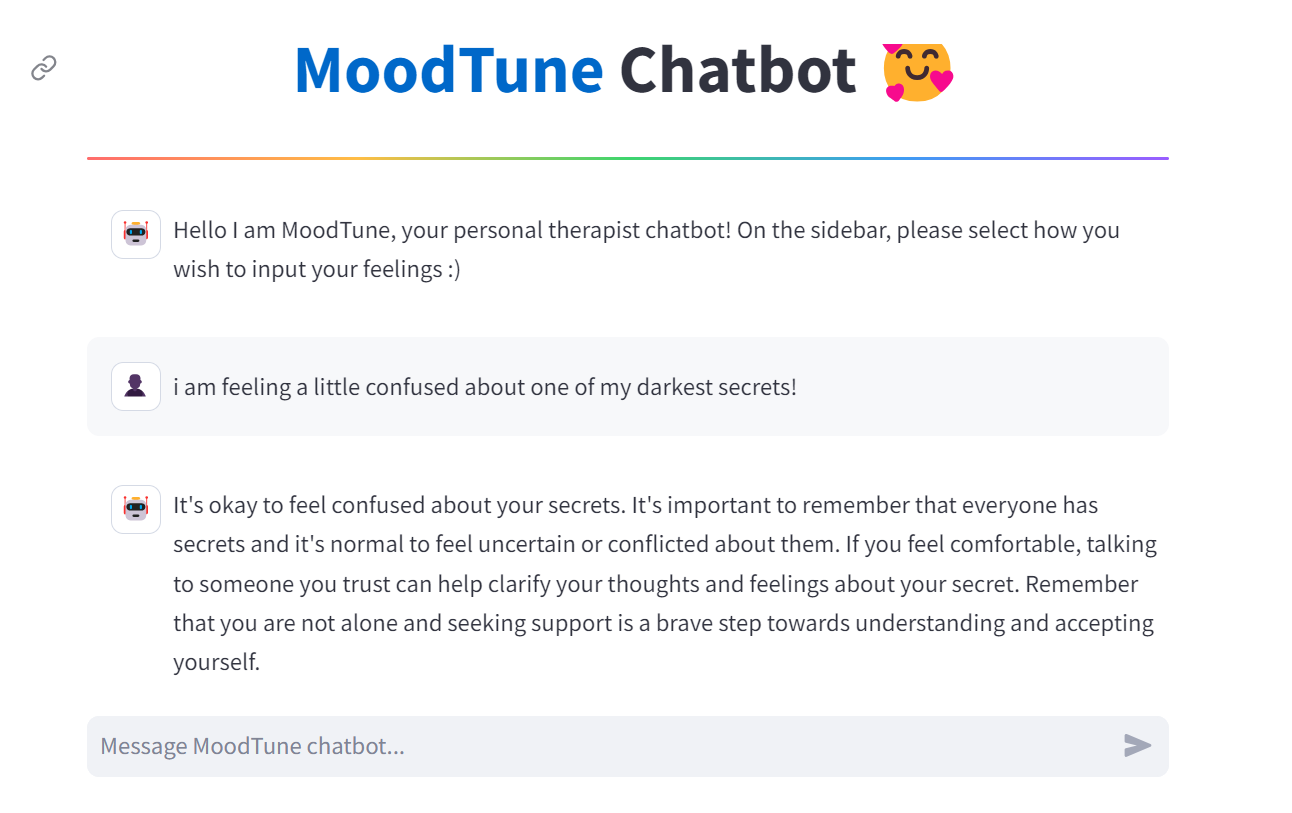 MoodTune Chatbot 🥰
Hello I am MoodTune, your personal therapist chatbot! On the sidebar, please select how you
wish to input your feelings :)
i am feeling a little confused about one of my darkest secrets!
It's okay to feel confused about your secrets. It's important to remember that everyone has
secrets and it's normal to feel uncertain or conflicted about them. If you feel comfortable, talking
to someone you trust can help clarify your thoughts and feelings about your secret. Remember
that you are not alone and seeking support is a brave step towards understanding and accepting
yourself.
Message MoodTune chatbot...